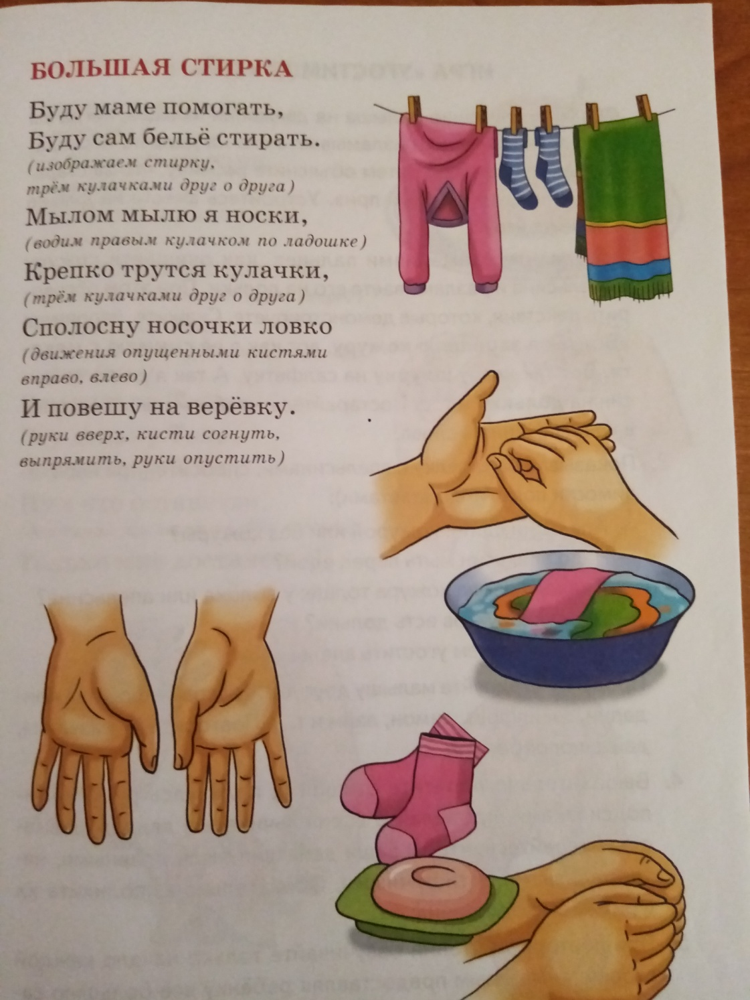 БОЛЬШАЯ СТИРКА
Буду маме помогать,
Буду сам бельё стирать.
(изображаем стирку,
трём кулачками друг о друга)
Мылом мылю я носки,
(водим правым кулачком по ладошке)
Крепко трутся кулачки,
(трём кулачками друг о друга)
Сполосну носочки ловко
(движения опущенными кистями
вправо, влево)
И повешу на верёвку.
(руки вверх, кисти согнуть,
выпрямить, руки опустить)